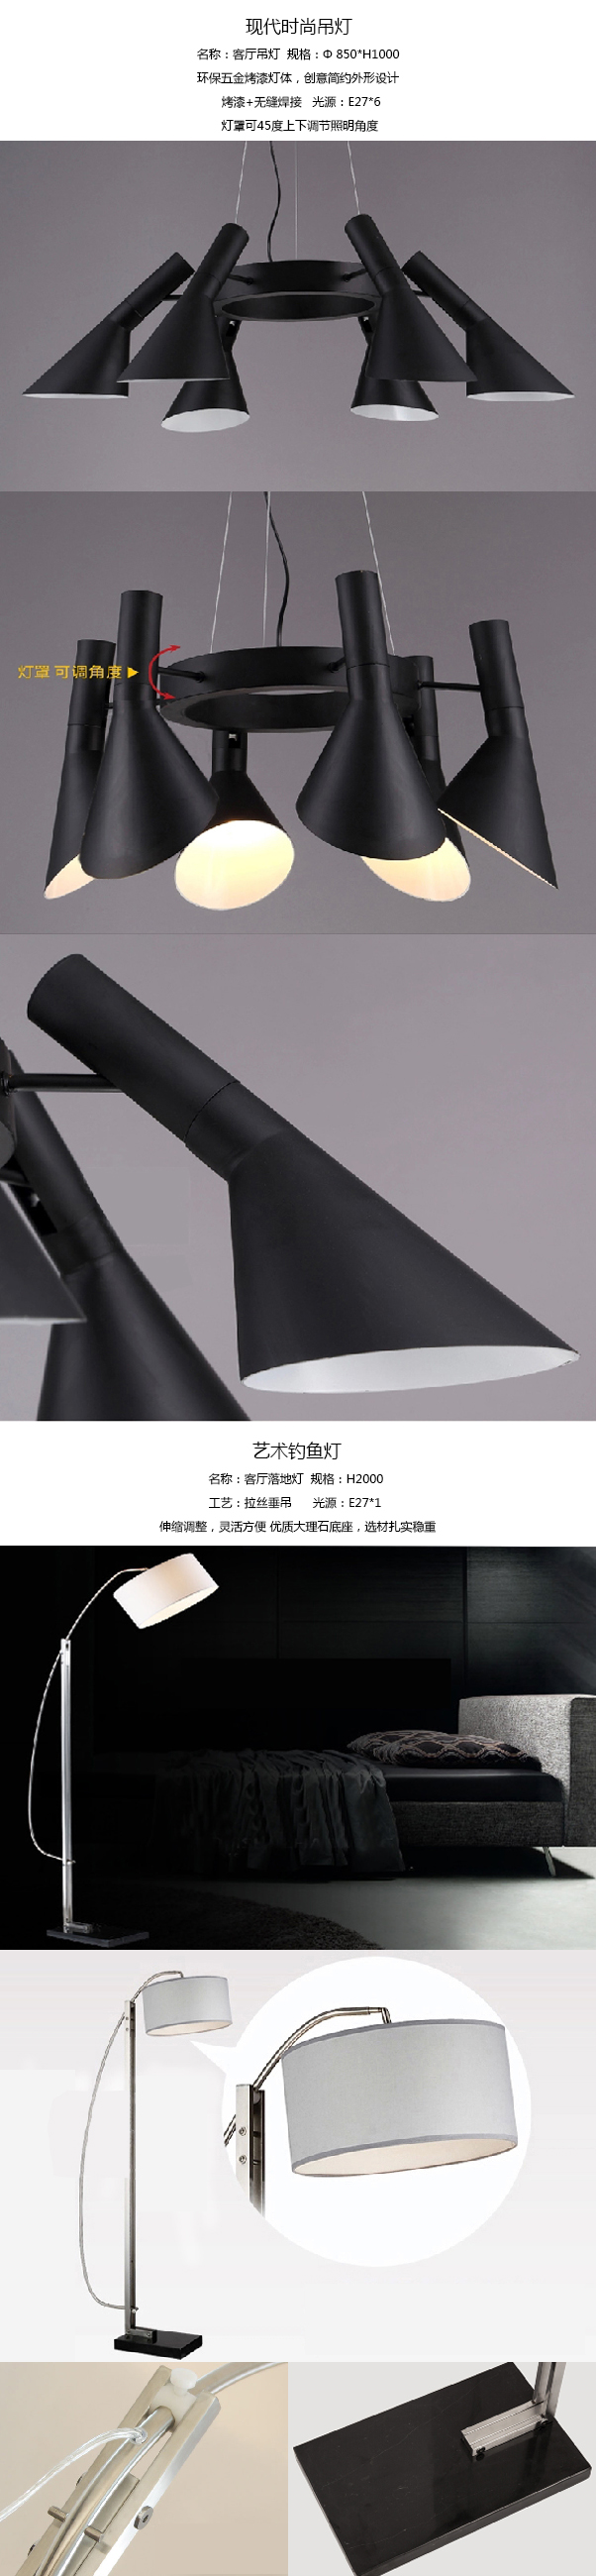 现代时尚吊灯
名称：客厅吊灯 规格：Φ 850*H1000
环保五金烤漆灯体，创意简约外形设计
烤漆+无缝焊接 光源：E27*6
灯罩可45度上下调节照明角度
灯罩 可调角度
艺术钓鱼灯
名称：客厅落地灯 规格：H2000
工艺：拉丝垂吊 光源：E27*1
伸缩调整，灵活方便 优质大理石底座，选材扎实稳重